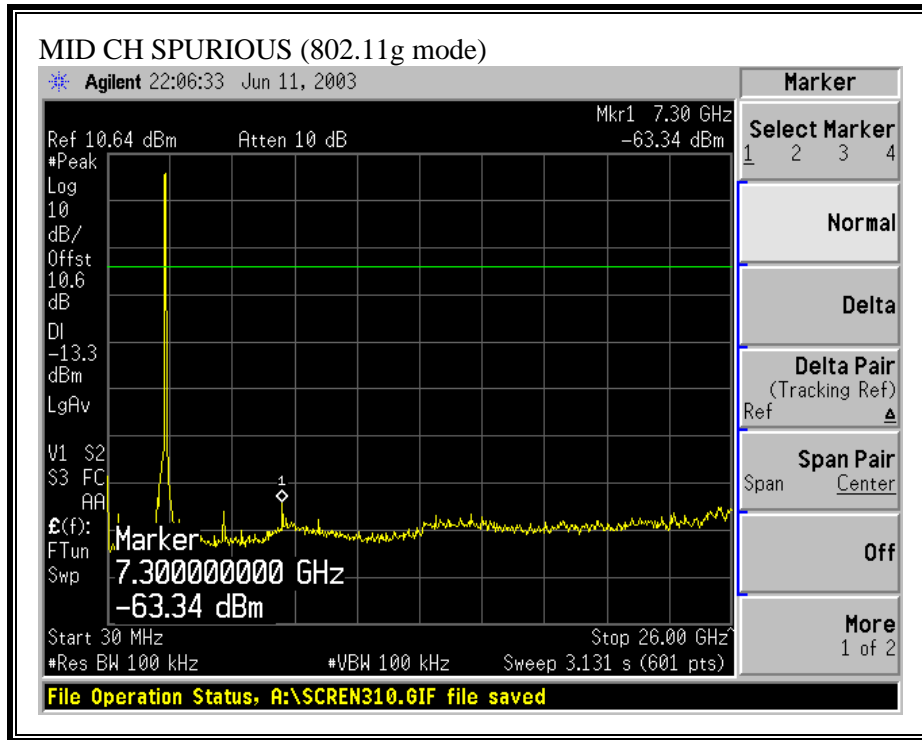 MID CH SPURIOUS (802.11g mode)
Agilent 22:06:33 Jun 11, 2003
Marker
Mkr1 7.30 GHz
Ref 10.64 dBm Atten 10 dB -63.34 dBm
#Peak
Log
10
dB/
Offst
10.6
dB
DI
-13.3
dBm
LgAv
V1 S2
S3 FC
AA
£(f):
FTun
Swp
1
Marker
7.300000000 GHz
-63.34 dBm
Start 30 MHz Stop 26.00 GHz^
#Res BW 100 kHz #VBW 100 kHz Sweep 3.131 s (601 pts)
Select Marker
1 2 3 4
Normal
Delta
Delta Pair
(Tracking Ref)
Ref Δ
Span Pair
Span Center
Off
More
1 of 2
File Operation Status, A:\SCREN310.GIF file saved